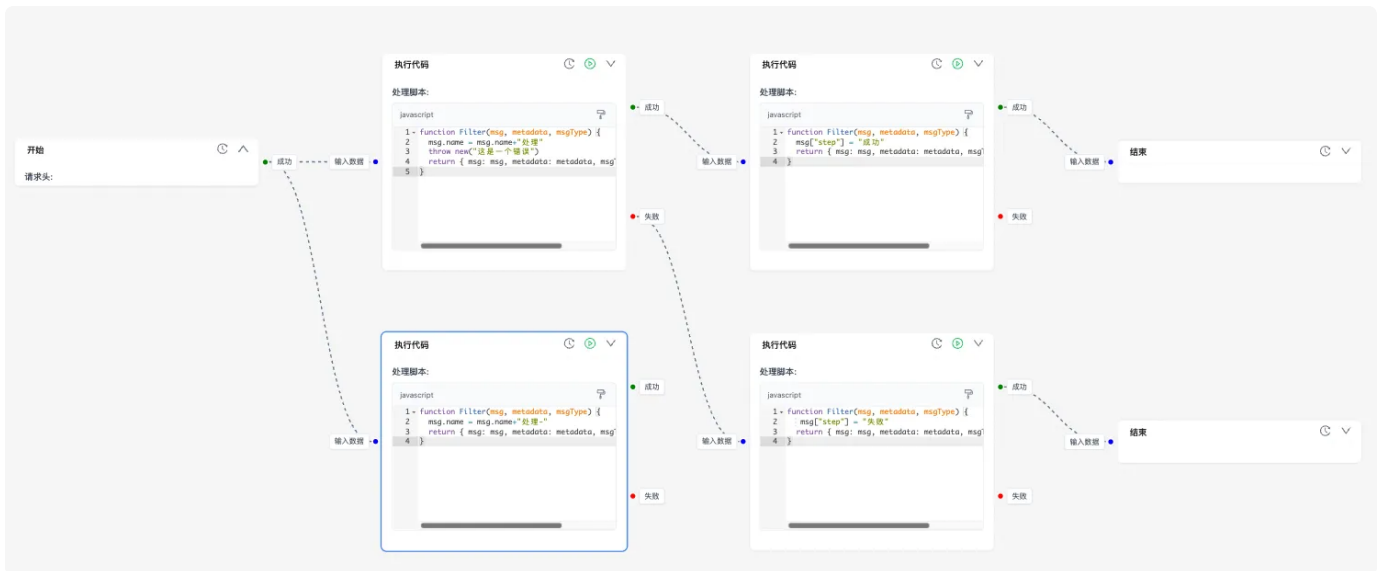 开始
请求头:
成功
输入数据
执行代码
处理脚本:
javascript
1 function Filter(msg, metadata, msgType) {
2 msg.name = msg.name+"处理"
3 throw new("这是一个错误")
4 return { msg: msg, metadata: metadata, msgT
5 }
成功
失败
输入数据
执行代码
处理脚本:
javascript
1 function Filter(msg, metadata, msgType) {
2 msg["step"] = "成功"
3 return { msg: msg, metadata: metadata, msgT
4 }
成功
失败
输入数据
结束
输入数据
执行代码
处理脚本:
javascript
1 function Filter(msg, metadata, msgType) {
2 msg.name = msg.name+"处理-"
3 return { msg: msg, metadata: metadata, msgT
4 }
成功
失败
输入数据
执行代码
处理脚本:
javascript
1 function Filter(msg, metadata, msgType) {
2 msg["step"] = "失败"
3 return { msg: msg, metadata: metadata, msgT
4 }
成功
失败
输入数据
结束